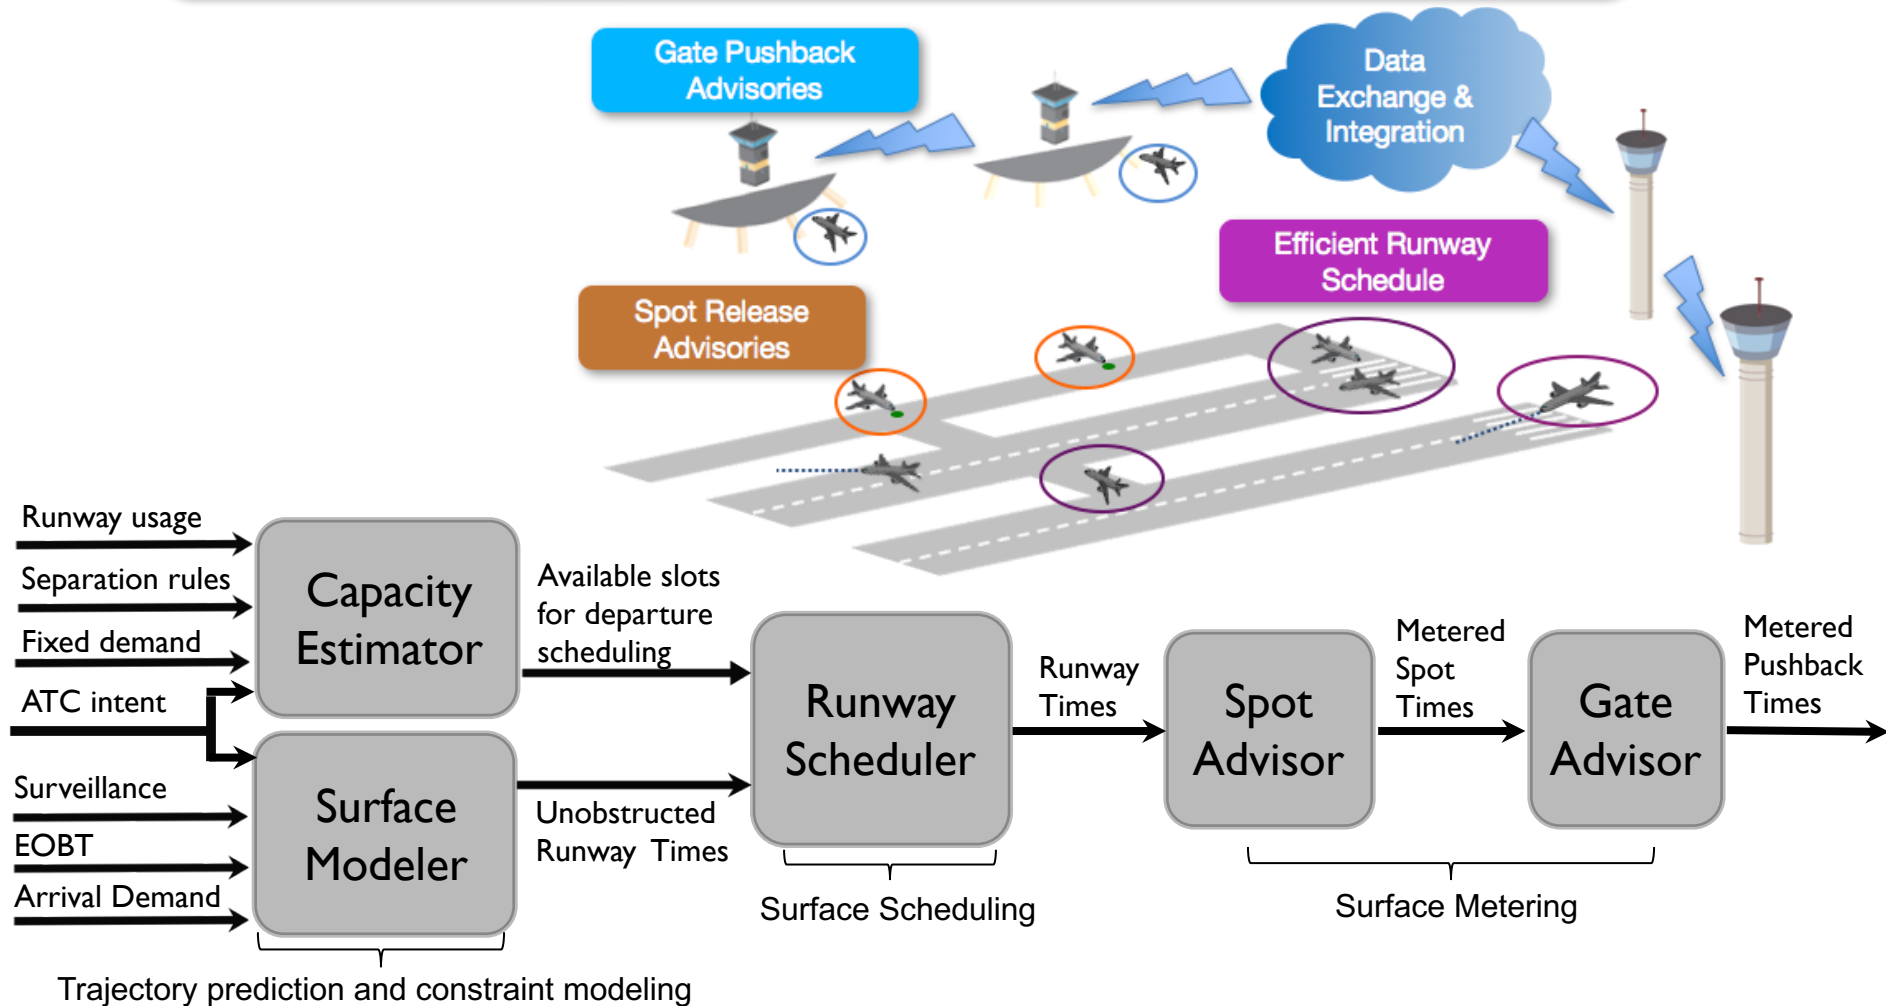 Gate Pushback
Advisories
Data
Exchange &
Integration
Efficient Runway
Schedule
Spot Release
Advisories
Runway usage
Separation rules
Fixed demand
ATC intent
Surveillance
EOBT
Arrival Demand
Capacity
Estimator
Surface
Modeler
Available slots
for departure
scheduling
Unobstructed
Runway Times
Runway
Scheduler
Runway
Times
Spot
Advisor
Metered
Spot
Times
Gate
Advisor
Metered
Pushback
Times
Surface Scheduling
Surface Metering
Trajectory prediction and constraint modeling